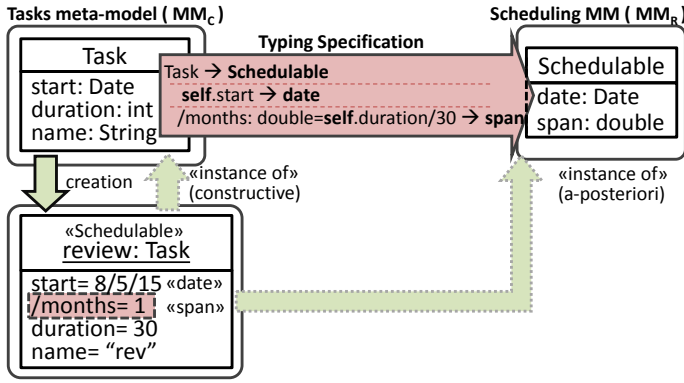 Tasks meta-model ( MMC)
Scheduling MM ( MMR)
Typing Specification
Task
start: Date
duration: int
name: String
Task → Schedulable
self.start → date
/months: double=self.duration/30 → span
Schedulable
date: Date
span: double
creation
«instance of»
(constructive)
«instance of»
(a-posteriori)
«Schedulable»
review: Task
start= 8/5/15 «date»
/months= 1 «span»
duration= 30
name= “rev”